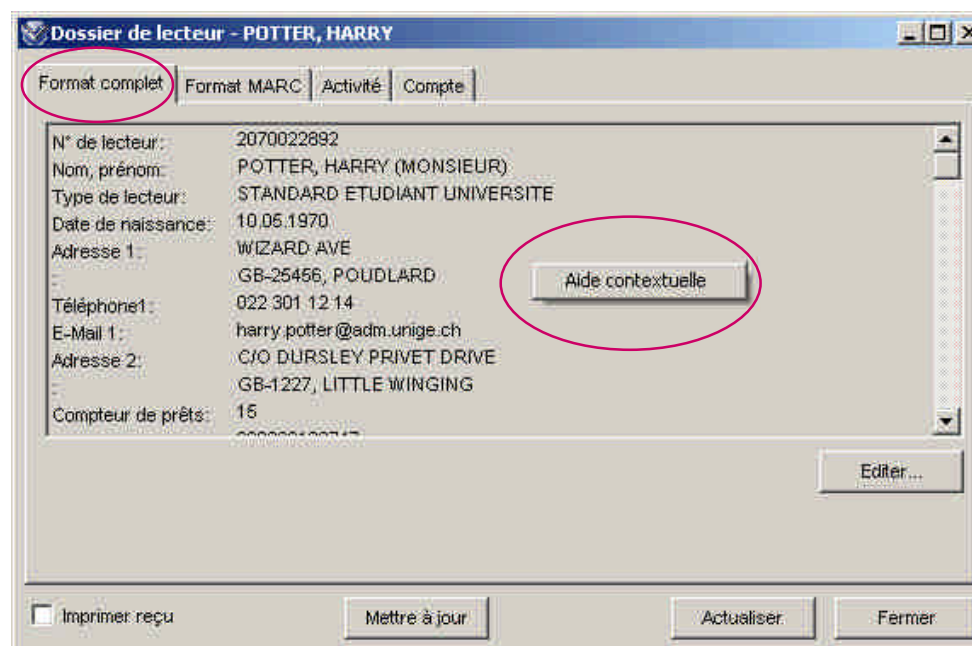 Dossier de lecteur - POTTER, HARRY
Format complet Format MARC Activité Compte
N° de lecteur: 2070022892
Nom, prénom: POTTER, HARRY (MONSIEUR)
Type de lecteur: STANDARD ETUDIANT UNIVERSITE
Date de naissance: 10.05.1970
Adresse 1: WIZARD AVE
: GB-25456, POUDLARD
Aide contextuelle
Téléphone1: 022 301 12 14
E-Mail 1: harry.potter@adm.unige.ch
Adresse 2: C/O DURSLEY PRIVET DRIVE
: GB-1227, LITTLE WINGING
Compteur de prêts: 15
Editer...
Imprimer reçu Mettre à jour Actualiser Fermer